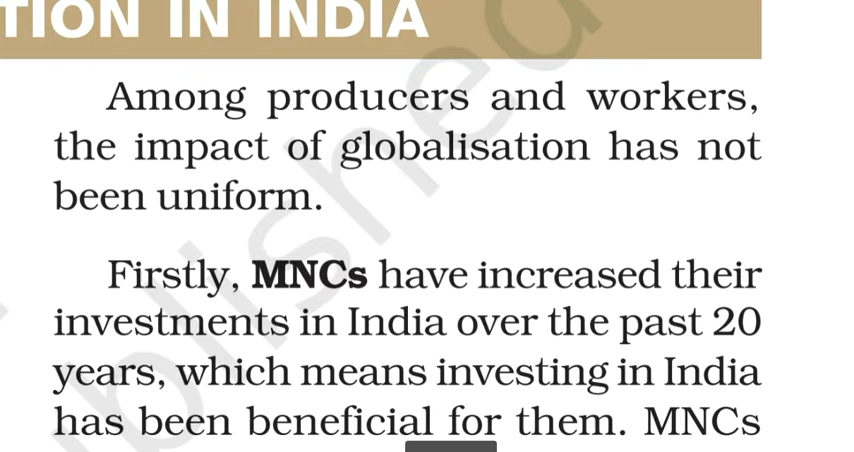 TION IN INDIA
Among producers and workers,
the impact of globalisation has not
been uniform.
Firstly, MNCs have increased their
investments in India over the past 20
years, which means investing in India
has been beneficial for them. MNCs